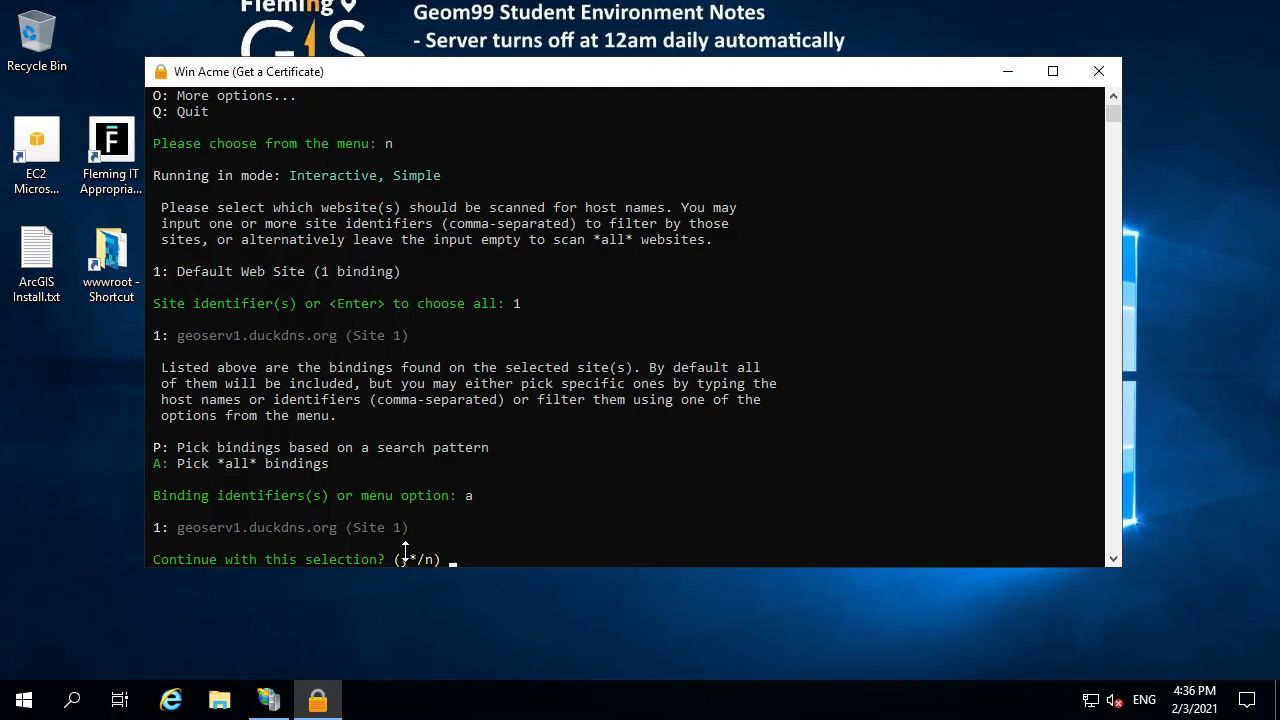 Fleming
GIS
Geom99 Student Environment Notes
- Server turns off at 12am daily automatically
Recycle Bin
EC2
Micros...
Fleming IT
Appropria...
ArcGIS
Install.txt
wwwroot -
Shortcut
Win Acme (Get a Certificate)
O: More options...
Q: Quit
Please choose from the menu: n
Running in mode: Interactive, Simple
Please select which website(s) should be scanned for host names. You may
input one or more site identifiers (comma-separated) to filter by those
sites, or alternatively leave the input empty to scan *all* websites.
1: Default Web Site (1 binding)
Site identifier(s) or <Enter> to choose all: 1
1: geoserv1.duckdns.org (Site 1)
Listed above are the bindings found on the selected site(s). By default all
of them will be included, but you may either pick specific ones by typing the
host names or identifiers (comma-separated) or filter them using one of the
options from the menu.
P: Pick bindings based on a search pattern
A: Pick *all* bindings
Binding identifiers(s) or menu option: a
1: geoserv1.duckdns.org (Site 1)
Continue with this selection? (y*/n)
ENG
4:36 PM
2/3/2021